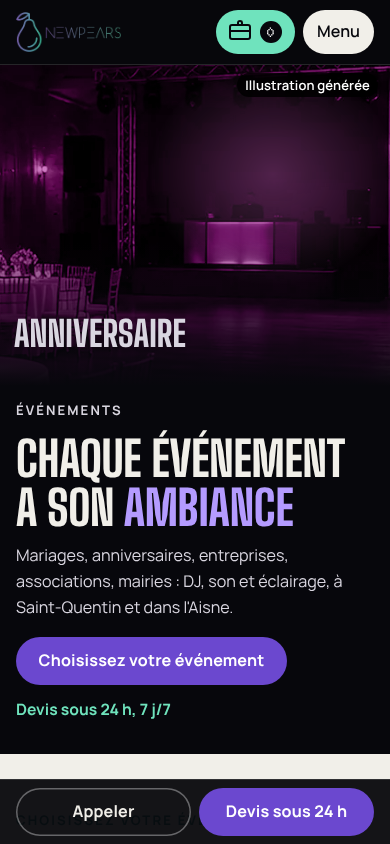 NEWPEARS
0
Menu
Illustration générée
ANNIVERSAIRE
ÉVÉNEMENTS
CHAQUE ÉVÉNEMENT
A SON AMBIANCE
Mariages, anniversaires, entreprises,
associations, mairies : DJ, son et éclairage, à
Saint-Quentin et dans l'Aisne.
Choisissez votre événement
Devis sous 24 h, 7 j/7
Appeler
Devis sous 24 h